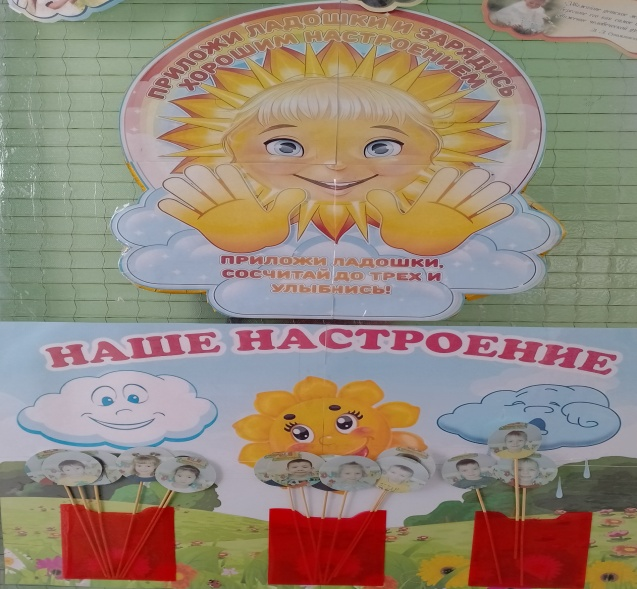 ПРИЛОЖИ ЛАДОШКИ И ЗАРЯДИСЬ
ХОРОШИМ НАСТРОЕНИЕМ
ПРИЛОЖИ ЛАДОШКИ,
СОСЧИТАЙ ДО ТРЕХ И
УЛЫБНИСЬ!
НАШЕ НАСТРОЕНИЕ